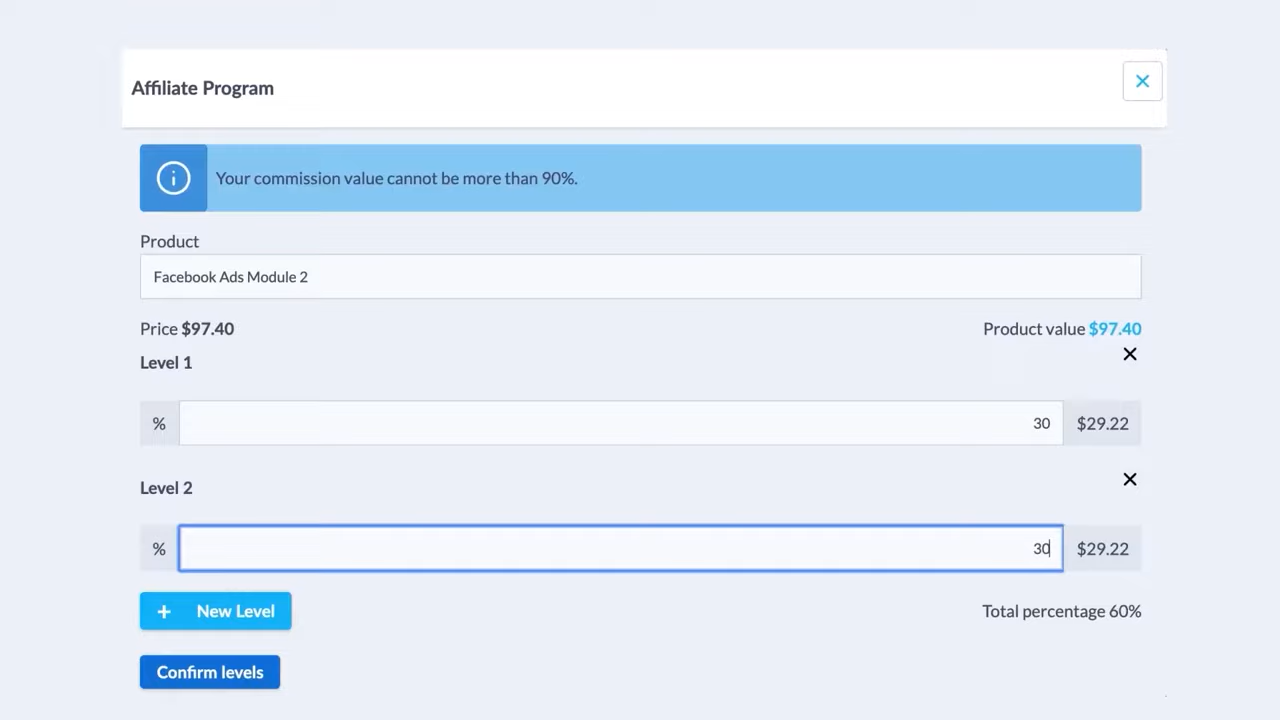 Affiliate Program
Your commission value cannot be more than 90%.
Product
Facebook Ads Module 2
Price $97.40 Product value $97.40
Level 1
% 30 $29.22
Level 2
% 30 $29.22
+ New Level Total percentage 60%
Confirm levels